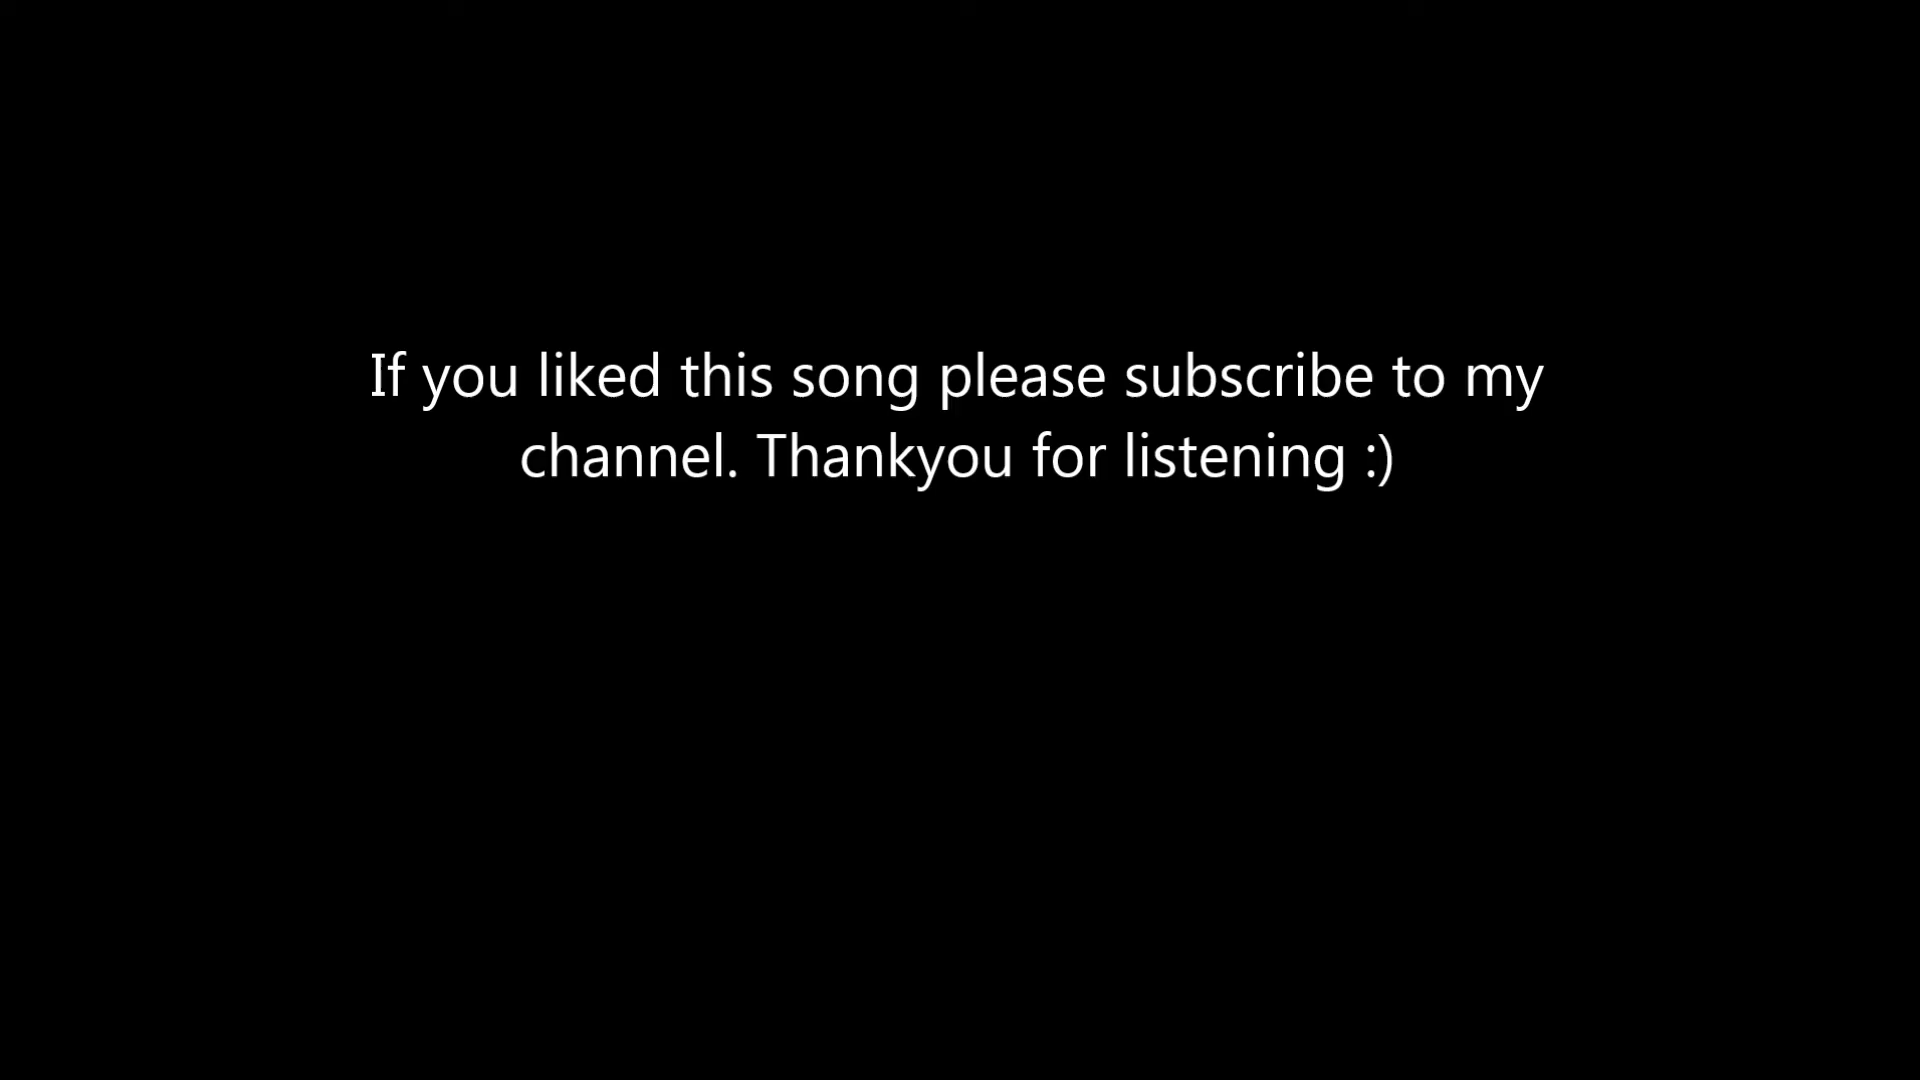 If you liked this song please subscribe to my
channel. Thankyou for listening :)